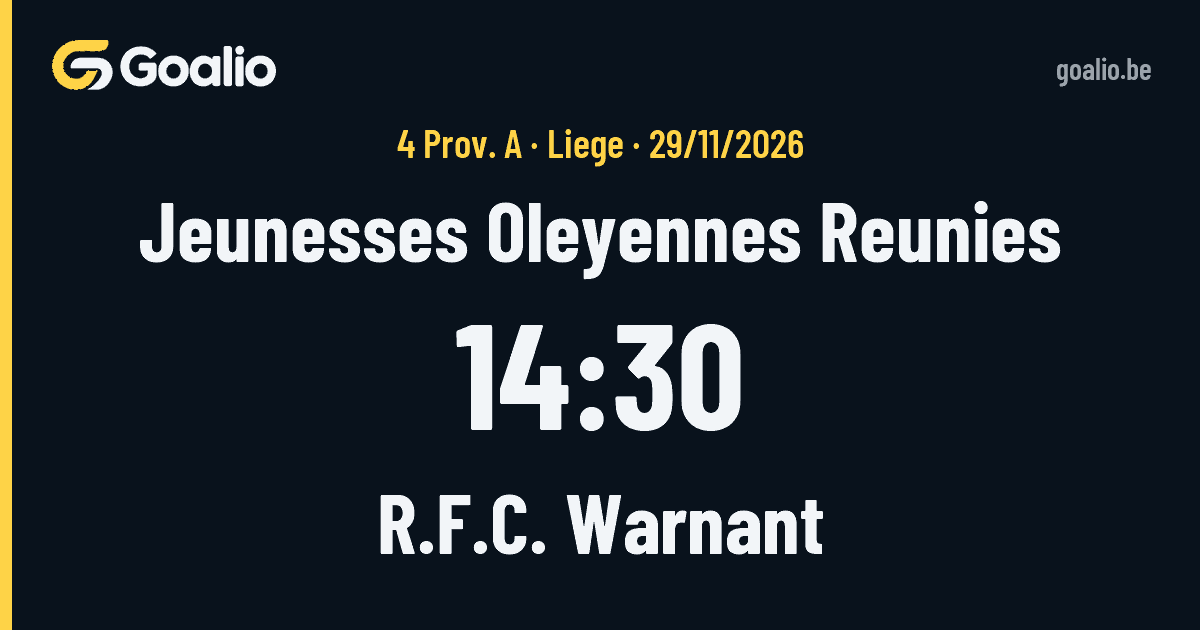 Goalio
goalio.be
4 Prov. A · Liege · 29/11/2026
Jeunesses Oleyennes Reunies
14:30
R.F.C. Warnant